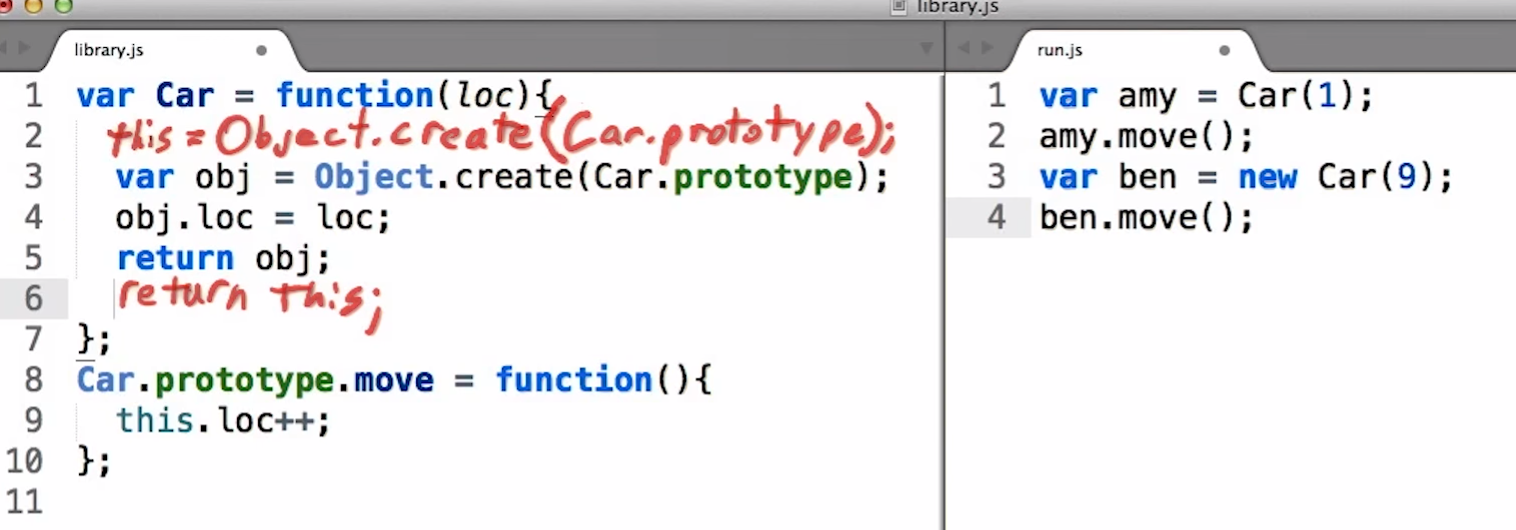 library.js
library.js
1 var Car = function(loc){
2 this = Object.create(Car.prototype);
3 var obj = Object.create(Car.prototype);
4 obj.loc = loc;
5 return obj;
6 return this;
7 };
8 Car.prototype.move = function(){
9 this.loc++;
10 };
11
run.js
1 var amy = Car(1);
2 amy.move();
3 var ben = new Car(9);
4 ben.move();